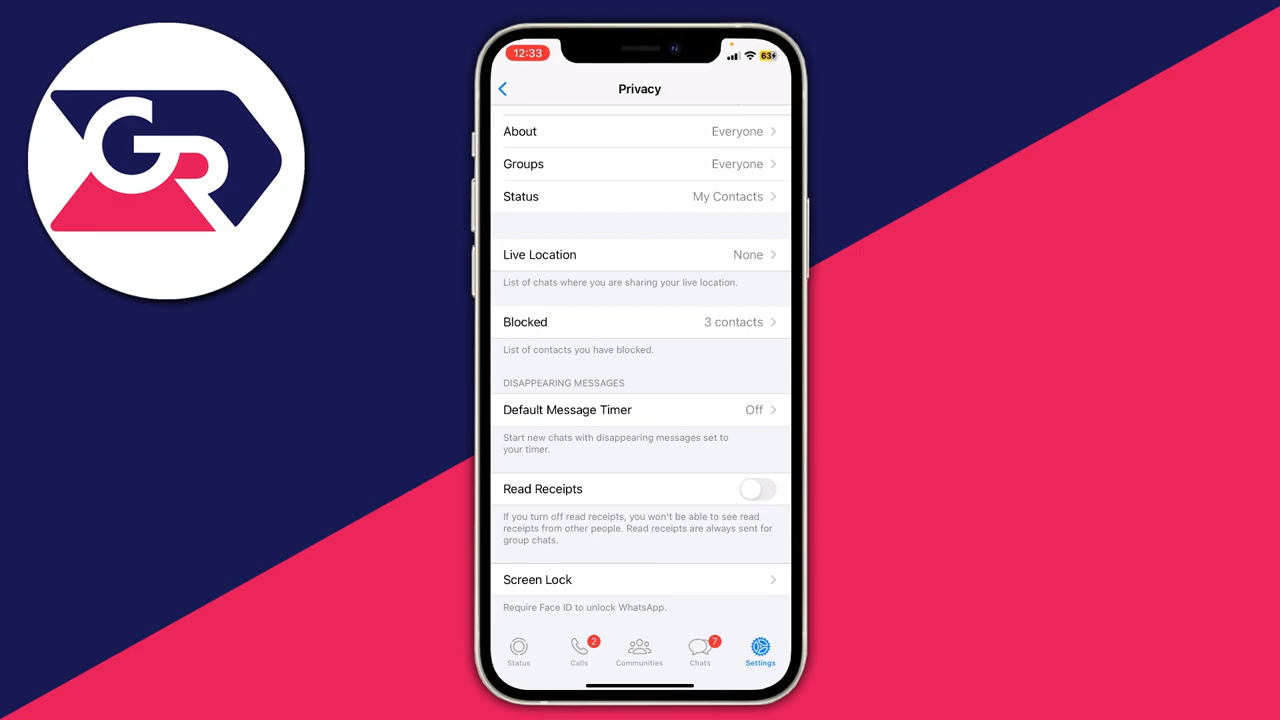 GR
12:33
63
Privacy
About Everyone
Groups Everyone
Status My Contacts
Live Location None
List of chats where you are sharing your live location.
Blocked 3 contacts
List of contacts you have blocked.
DISAPPEARING MESSAGES
Default Message Timer Off
Start new chats with disappearing messages set to
your timer.
Read Receipts
If you turn off read receipts, you won't be able to see read
receipts from other people. Read receipts are always sent for
group chats.
Screen Lock
Require Face ID to unlock WhatsApp.
2 7
Status Calls Communities Chats Settings